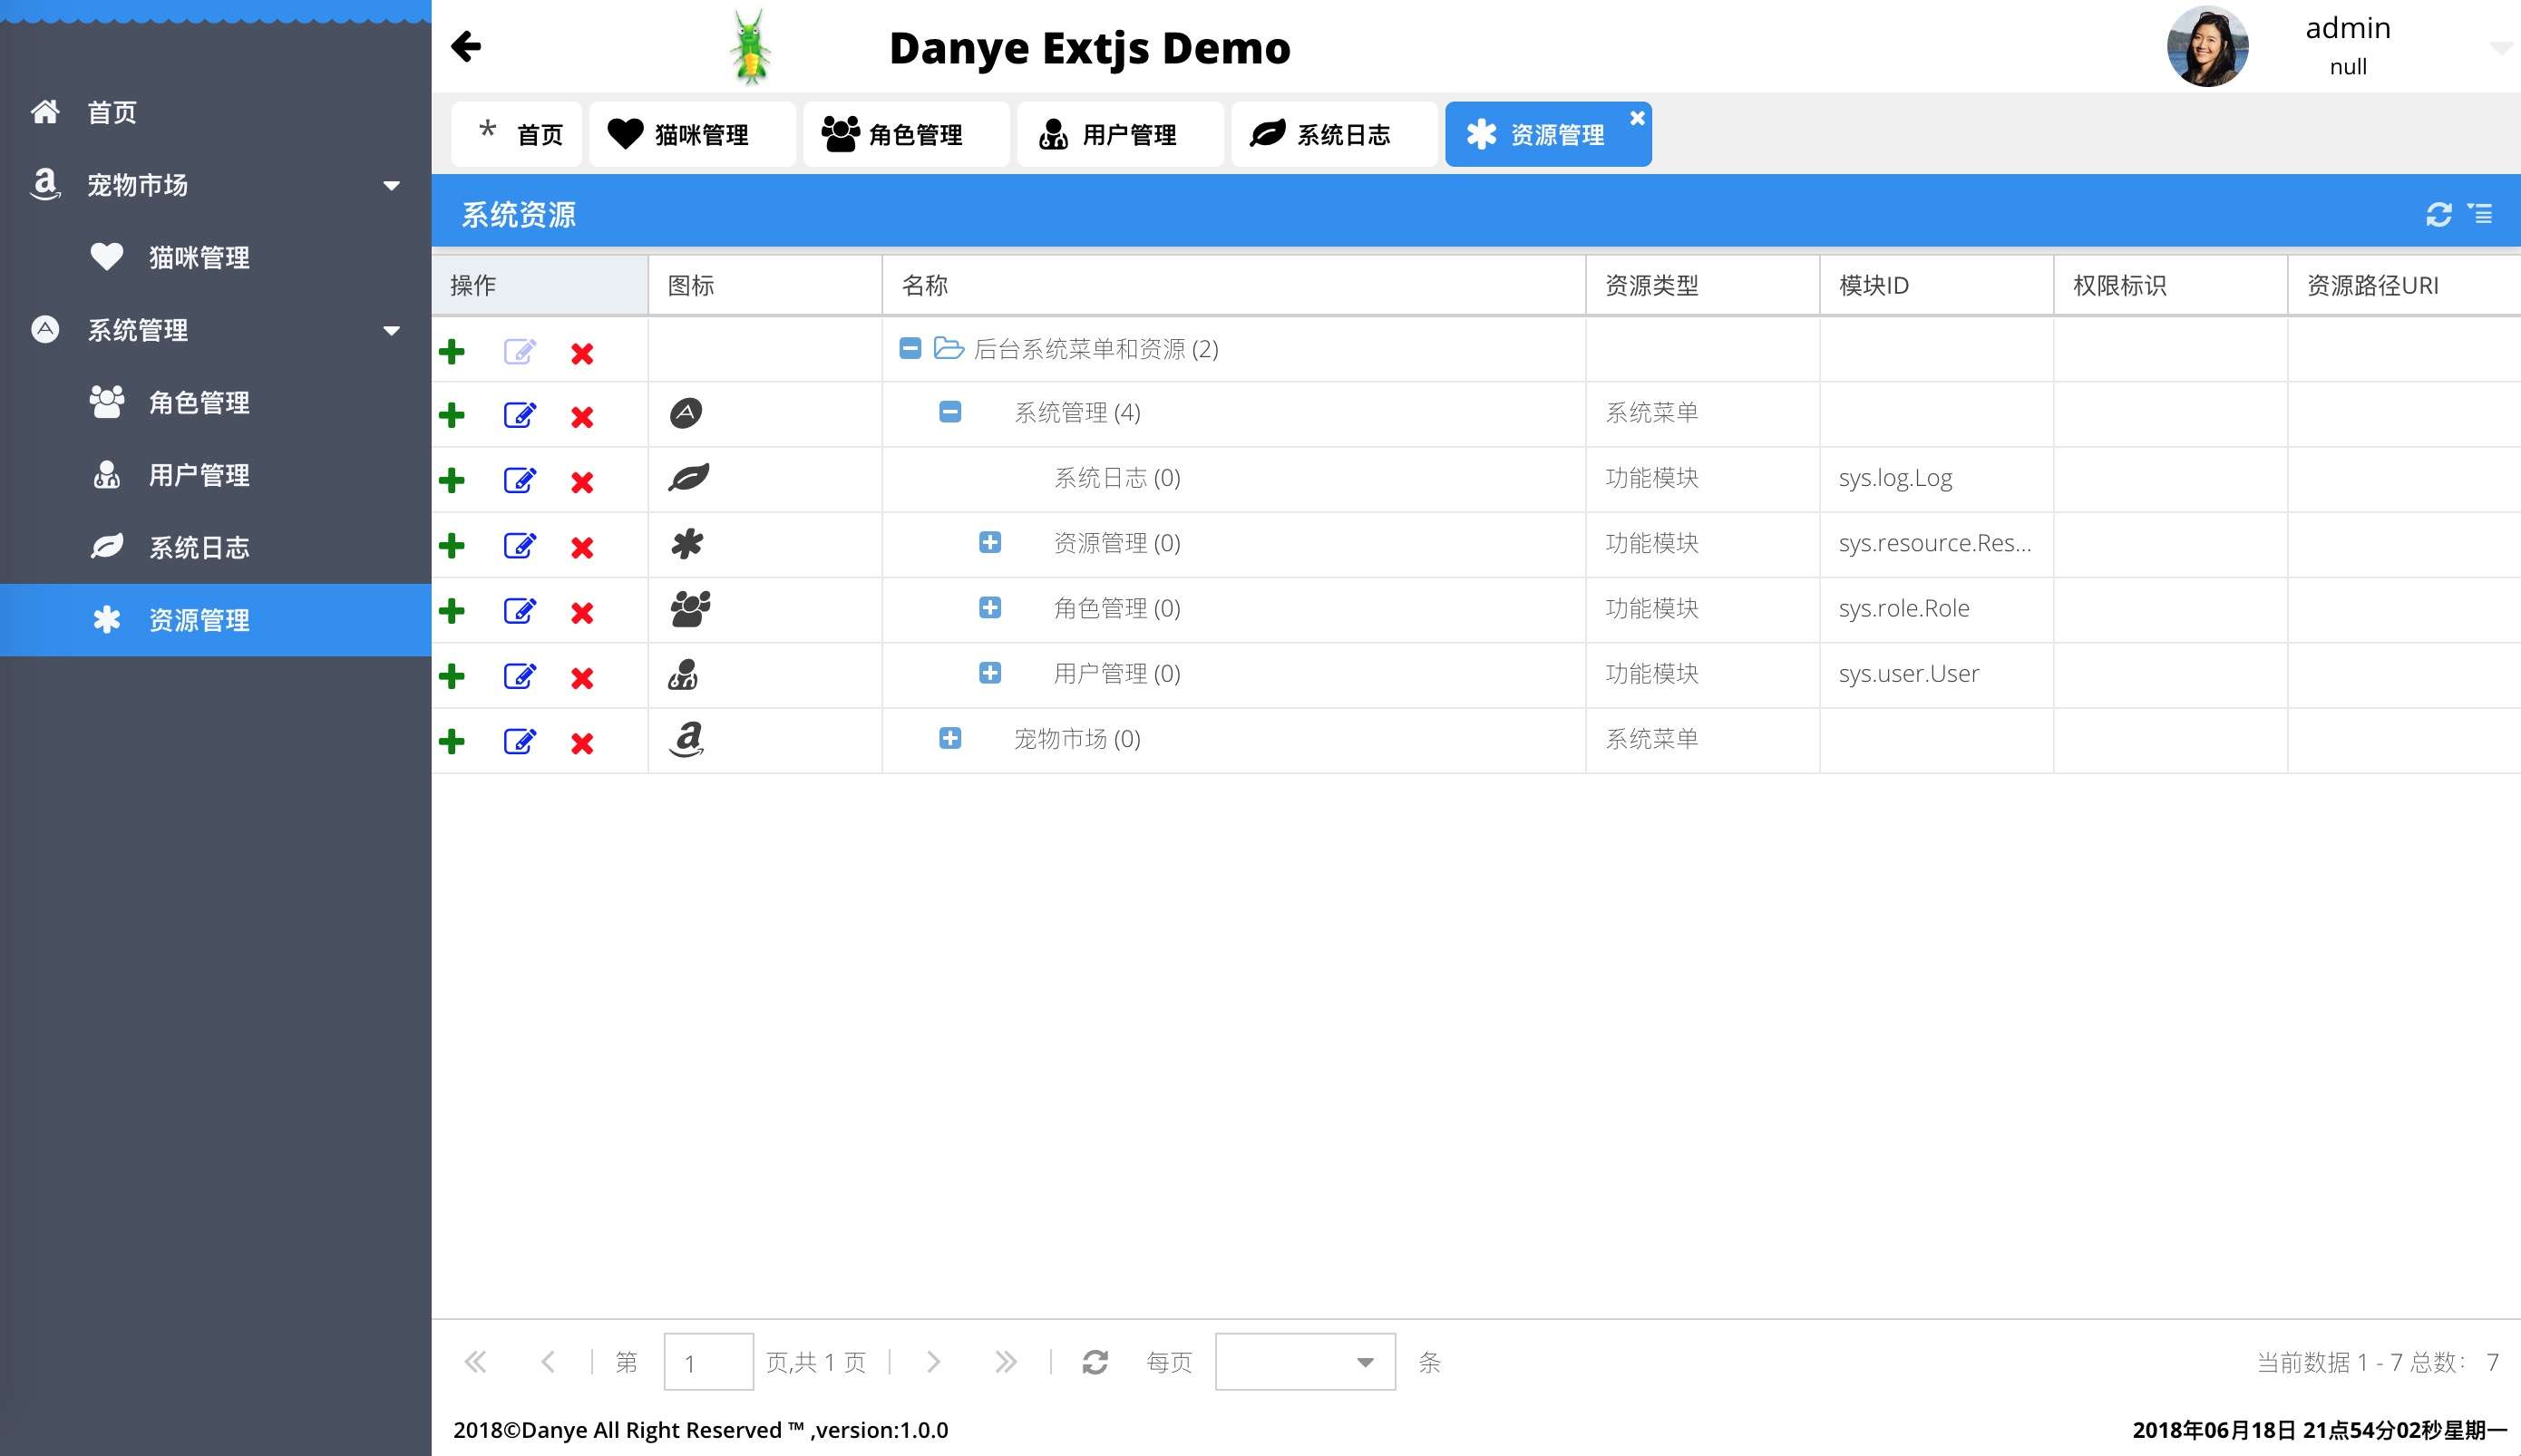 Danye Extjs Demo
admin
null
首页
宠物市场
猫咪管理
系统管理
角色管理
用户管理
系统日志
资源管理
首页 猫咪管理 角色管理 用户管理 系统日志 资源管理
系统资源
操作 图标 名称 资源类型 模块ID 权限标识 资源路径URI
后台系统菜单和资源 (2)
系统管理 (4) 系统菜单
系统日志 (0) 功能模块 sys.log.Log
资源管理 (0) 功能模块 sys.resource.Res...
角色管理 (0) 功能模块 sys.role.Role
用户管理 (0) 功能模块 sys.user.User
宠物市场 (0) 系统菜单
第 1 页,共 1 页 每页 条 当前数据 1 - 7 总数： 7
2018©Danye All Right Reserved ™ ,version:1.0.0 2018年06月18日 21点54分02秒星期一